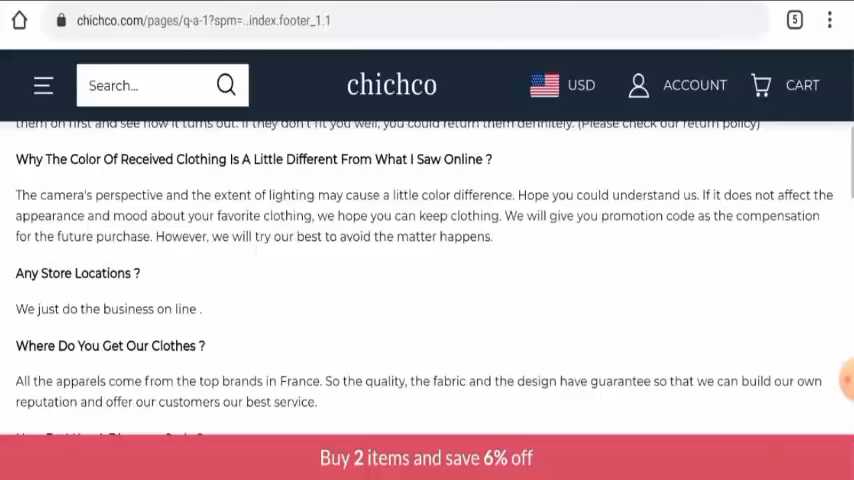 chichco.com/pages/q-a-1?spm=..index.footer_1.1
5
Search...
chichco
USD
ACCOUNT
CART
them on first and see how it turns out. If they don't fit you well, you could return them definitely. (Please check our return policy)
Why The Color Of Received Clothing Is A Little Different From What I Saw Online ?
The camera's perspective and the extent of lighting may cause a little color difference. Hope you could understand us. If it does not affect the
appearance and mood about your favorite clothing, we hope you can keep clothing. We will give you promotion code as the compensation
for the future purchase. However, we will try our best to avoid the matter happens.
Any Store Locations ?
We just do the business on line .
Where Do You Get Our Clothes ?
All the apparels come from the top brands in France. So the quality, the fabric and the design have guarantee so that we can build our own
reputation and offer our customers our best service.
Buy 2 items and save 6% off